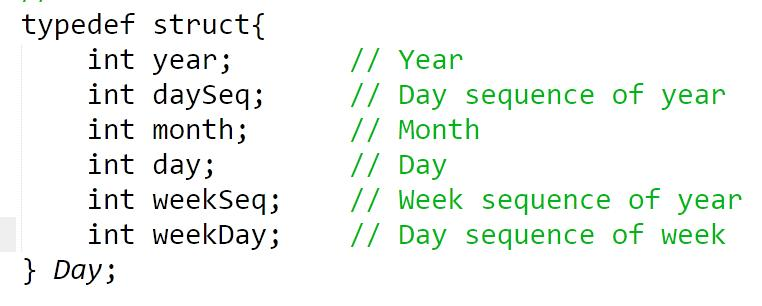 typedef struct{
    int year;       // Year
    int daySeq;     // Day sequence of year
    int month;      // Month
    int day;        // Day
    int weekSeq;    // Week sequence of year
    int weekDay;    // Day sequence of week
} Day;